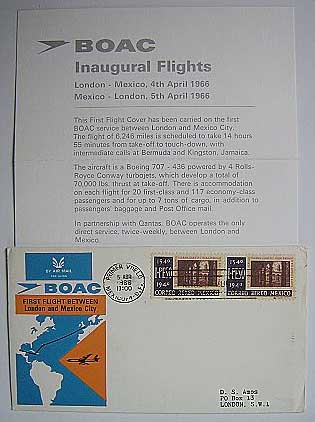 BOAC
Inaugural Flights
London - Mexico, 4th April 1966
Mexico - London, 5th April 1966
This First Flight Cover has been carried on the first
BOAC service between London and Mexico City.
The flight of 6,246 miles is scheduled to take 14 hours
55 minutes from take-off to touch-down, with
intermediate calls at Bermuda and Kingston, Jamaica.
The aircraft is a Boeing 707 - 436 powered by 4 Rolls-
Royce Conway turbojets, which develop a total of
70,000 lbs. thrust at take-off. There is accommodation
on each flight for 20 first-class and 117 economy-class
passengers and for up to 7 tons of cargo, in addition to
passengers' baggage and Post Office mail.
In partnership with Qantas, BOAC operates the only
direct service, twice-weekly, between London and
Mexico.
BY AIR MAIL
PAR AVION
BOAC
FIRST FLIGHT BETWEEN
London and Mexico City
5 ABR
13:00
CORREO AEREO MEXICO
CORREO AEREO MEXICO
D. S. Amos
PO Box 13
LONDON, S.W.1